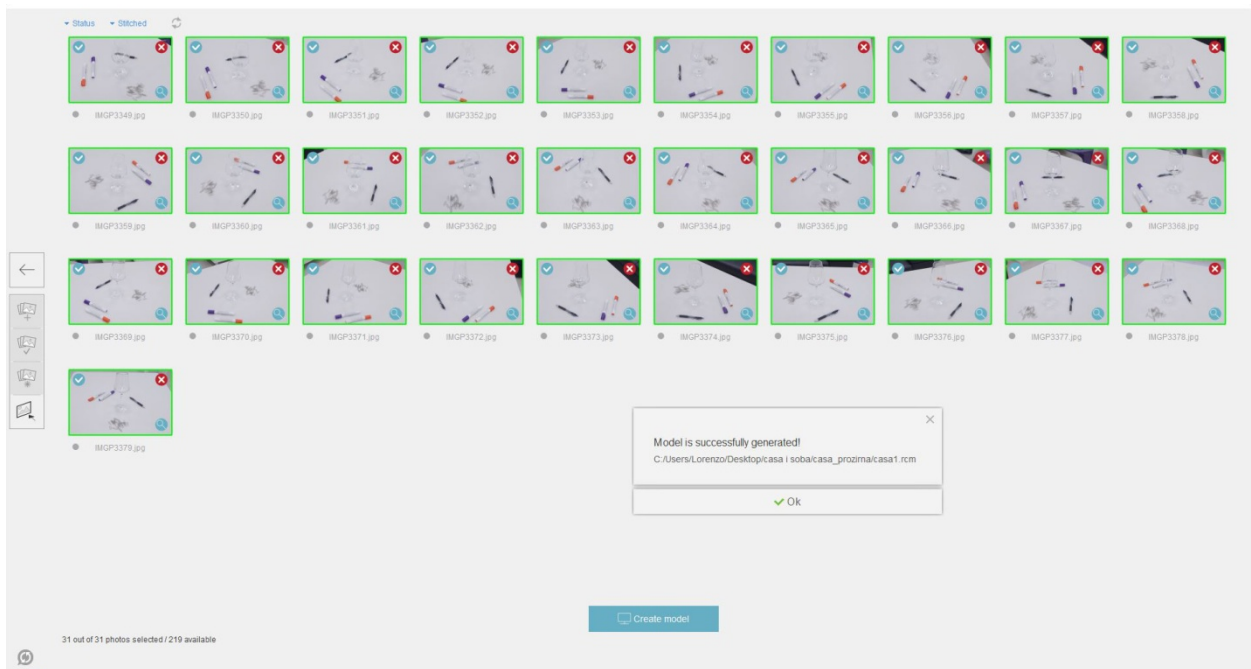 Status Stitched
IMGP3349.jpg IMGP3350.jpg IMGP3351.jpg IMGP3352.jpg IMGP3353.jpg IMGP3354.jpg IMGP3355.jpg IMGP3356.jpg IMGP3357.jpg IMGP3358.jpg
IMGP3359.jpg IMGP3360.jpg IMGP3361.jpg IMGP3362.jpg IMGP3363.jpg IMGP3364.jpg IMGP3365.jpg IMGP3366.jpg IMGP3367.jpg IMGP3368.jpg
IMGP3369.jpg IMGP3370.jpg IMGP3371.jpg IMGP3372.jpg IMGP3373.jpg IMGP3374.jpg IMGP3375.jpg IMGP3376.jpg IMGP3377.jpg IMGP3378.jpg
IMGP3379.jpg
Model is successfully generated!
C:/Users/Lorenzo/Desktop/casa i soba/casa_prozirna/casa1.rcm
Ok
Create model
31 out of 31 photos selected / 219 available